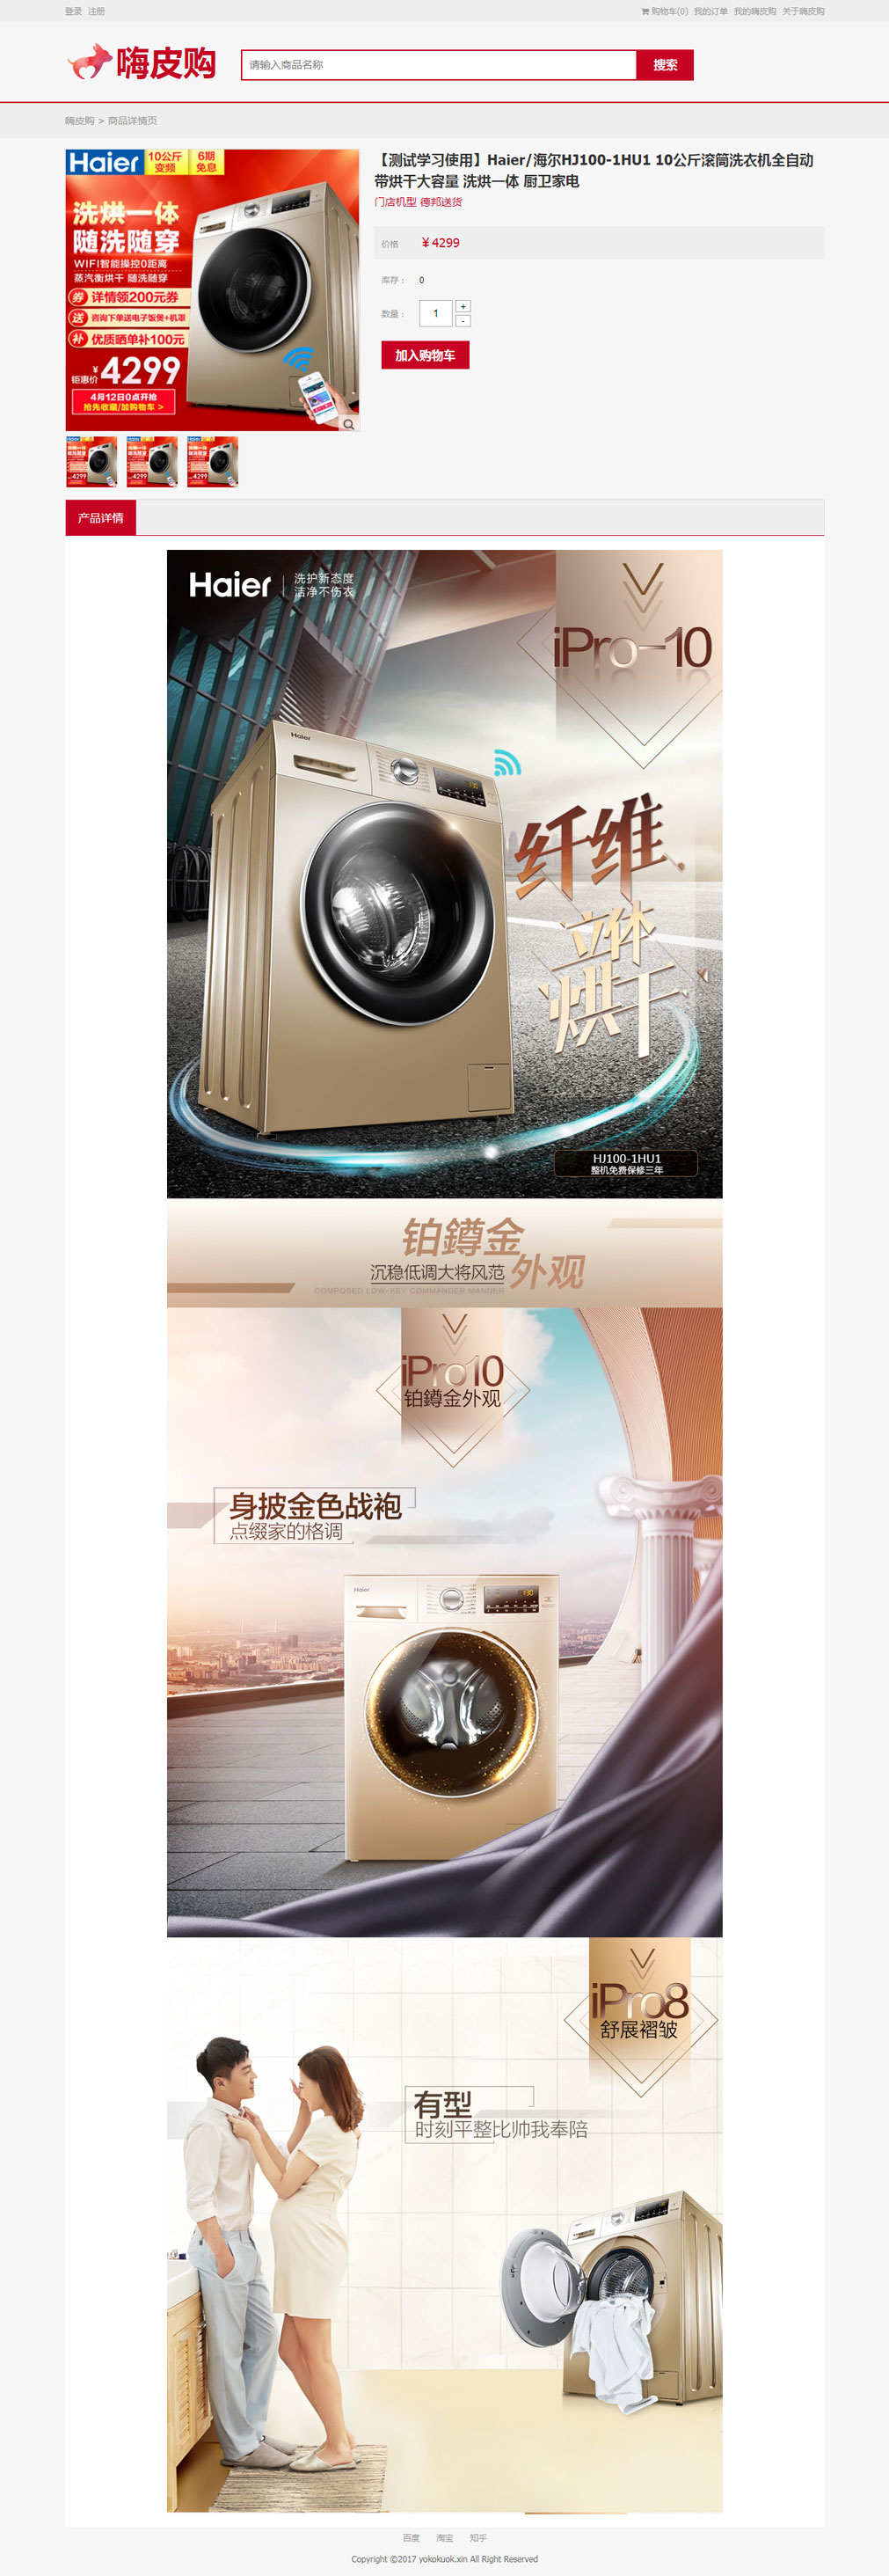 登录 注册
购物车(0) 我的订单 我的嗨皮购 关于嗨皮购
嗨皮购
请输入商品名称
搜索
嗨皮购 > 商品详情页
Haier
10公斤
变频
6期
免息
洗烘一体
随洗随穿
WIFI智能操控0距离
蒸汽衡烘干 随洗随穿
券 详情领200元券
送 咨询下单送电子饭煲+机罩
补 优质晒单补100元
钜惠价
¥4299
4月12日0点开抢
抢先收藏/加购物车 >
【测试学习使用】Haier/海尔HJ100-1HU1 10公斤滚筒洗衣机全自动
带烘干大容量 洗烘一体 厨卫家电
门店机型 德邦送货
价格
¥4299
库存：
0
数量：
1
+
-
加入购物车
产品详情
Haier
洗护新态度
洁净不伤衣
iPro-10
Haier
纤维
立体
烘干
HJ100-1HU1
整机免费保修三年
铂鐏金
外观
沉稳低调大将风范
COMPOSED LOW-KEY COMMANDER MANNER
iPro10
铂鐏金外观
身披金色战袍
点缀家的格调
Haier
iPro8
舒展褶皱
有型
时刻平整比帅我奉陪
百度 淘宝 知乎
Copyright ©2017 yokokuok.xin All Right Reserved